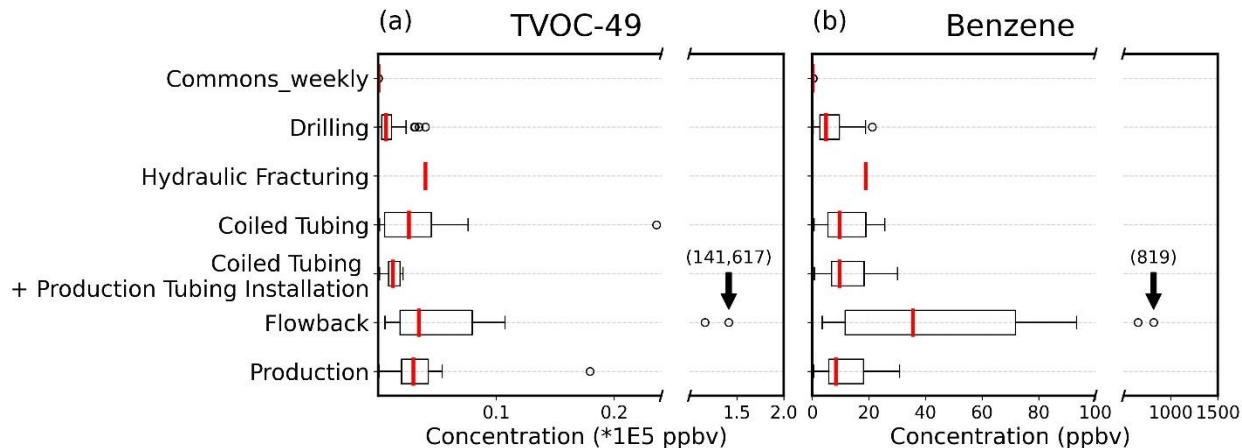 (a) TVOC-49
(b) Benzene
Commons_weekly
Drilling
Hydraulic Fracturing
Coiled Tubing
Coiled Tubing
+ Production Tubing Installation
Flowback
Production
(141,617)
(819)
0.1 0.2 1.5 2.0
0 20 40 60 80 100 1000 1500
Concentration (*1E5 ppbv)
Concentration (ppbv)